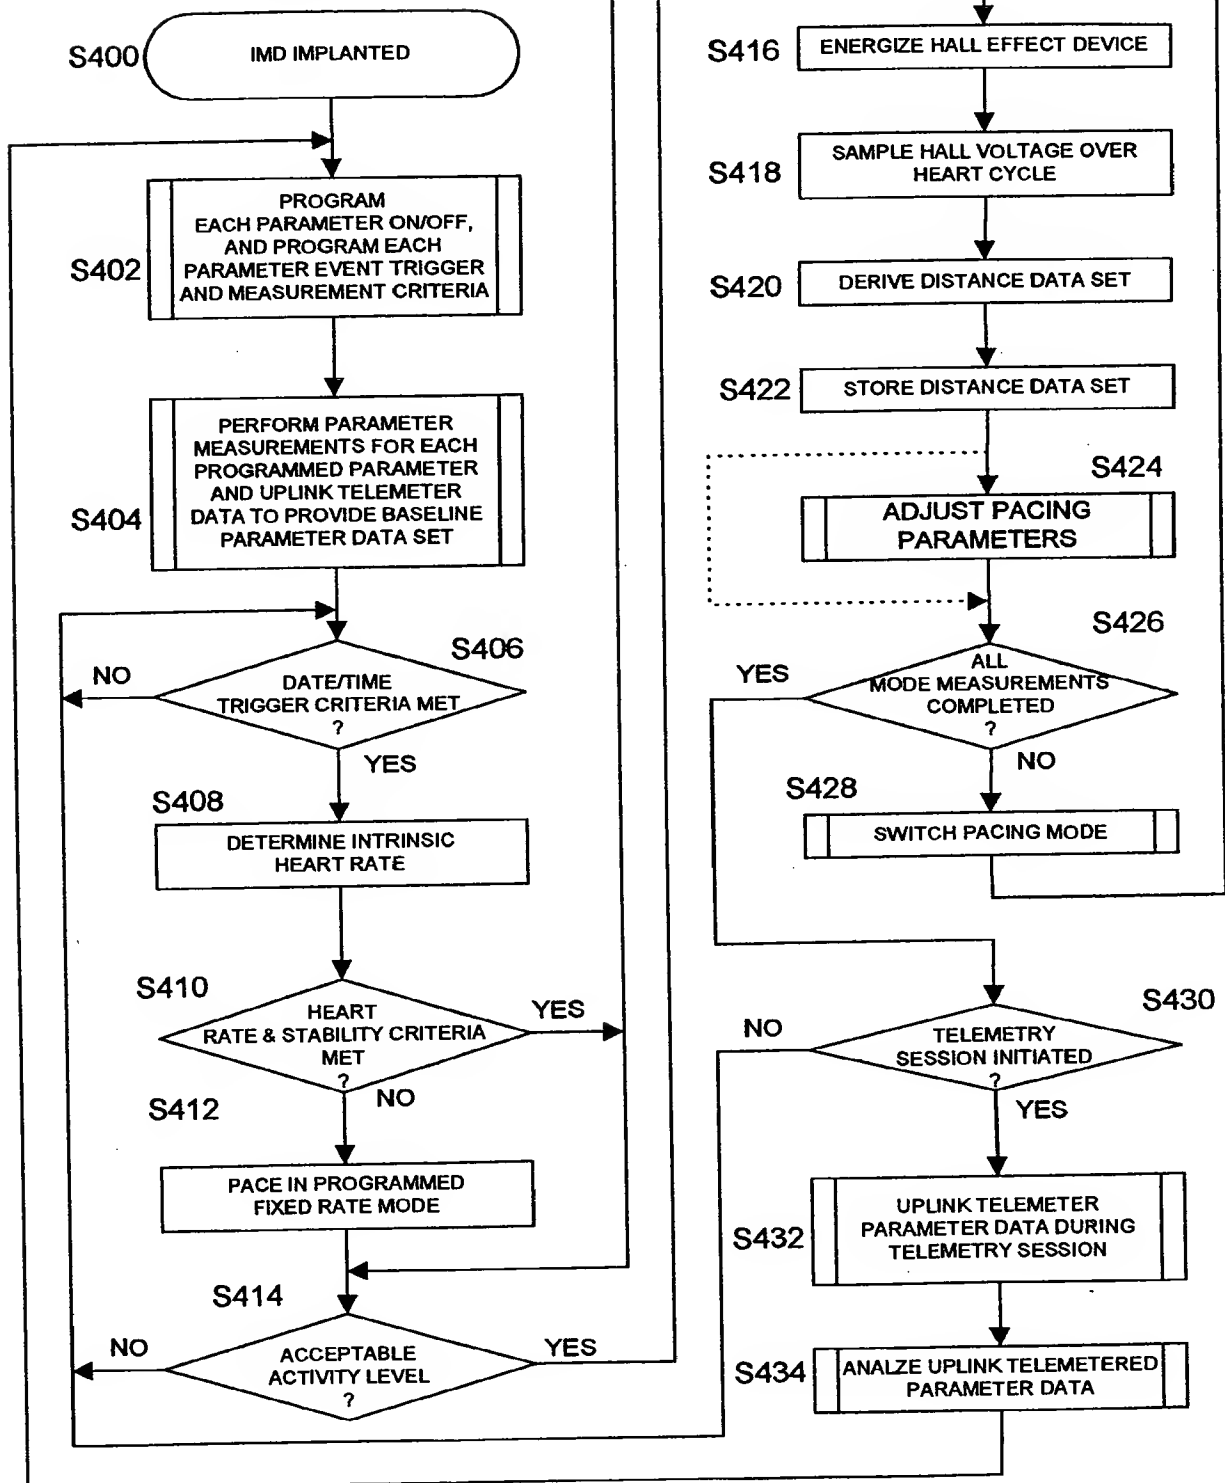 S400
IMD IMPLANTED
S402
PROGRAM
EACH PARAMETER ON/OFF,
AND PROGRAM EACH
PARAMETER EVENT TRIGGER
AND MEASUREMENT CRITERIA
S404
PERFORM PARAMETER
MEASUREMENTS FOR EACH
PROGRAMMED PARAMETER
AND UPLINK TELEMETER
DATA TO PROVIDE BASELINE
PARAMETER DATA SET
S406
NO
DATE/TIME
TRIGGER CRITERIA MET
?
YES
S408
DETERMINE INTRINSIC
HEART RATE
S410
HEART
RATE & STABILITY CRITERIA
MET
?
YES
NO
S412
PACE IN PROGRAMMED
FIXED RATE MODE
S414
NO
ACCEPTABLE
ACTIVITY LEVEL
?
YES
S416
ENERGIZE HALL EFFECT DEVICE
S418
SAMPLE HALL VOLTAGE OVER
HEART CYCLE
S420
DERIVE DISTANCE DATA SET
S422
STORE DISTANCE DATA SET
S424
ADJUST PACING
PARAMETERS
S426
YES
ALL
MODE MEASUREMENTS
COMPLETED
?
NO
S428
SWITCH PACING MODE
S430
NO
TELEMETRY
SESSION INITIATED
?
YES
S432
UPLINK TELEMETER
PARAMETER DATA DURING
TELEMETRY SESSION
S434
ANALZE UPLINK TELEMETERED
PARAMETER DATA